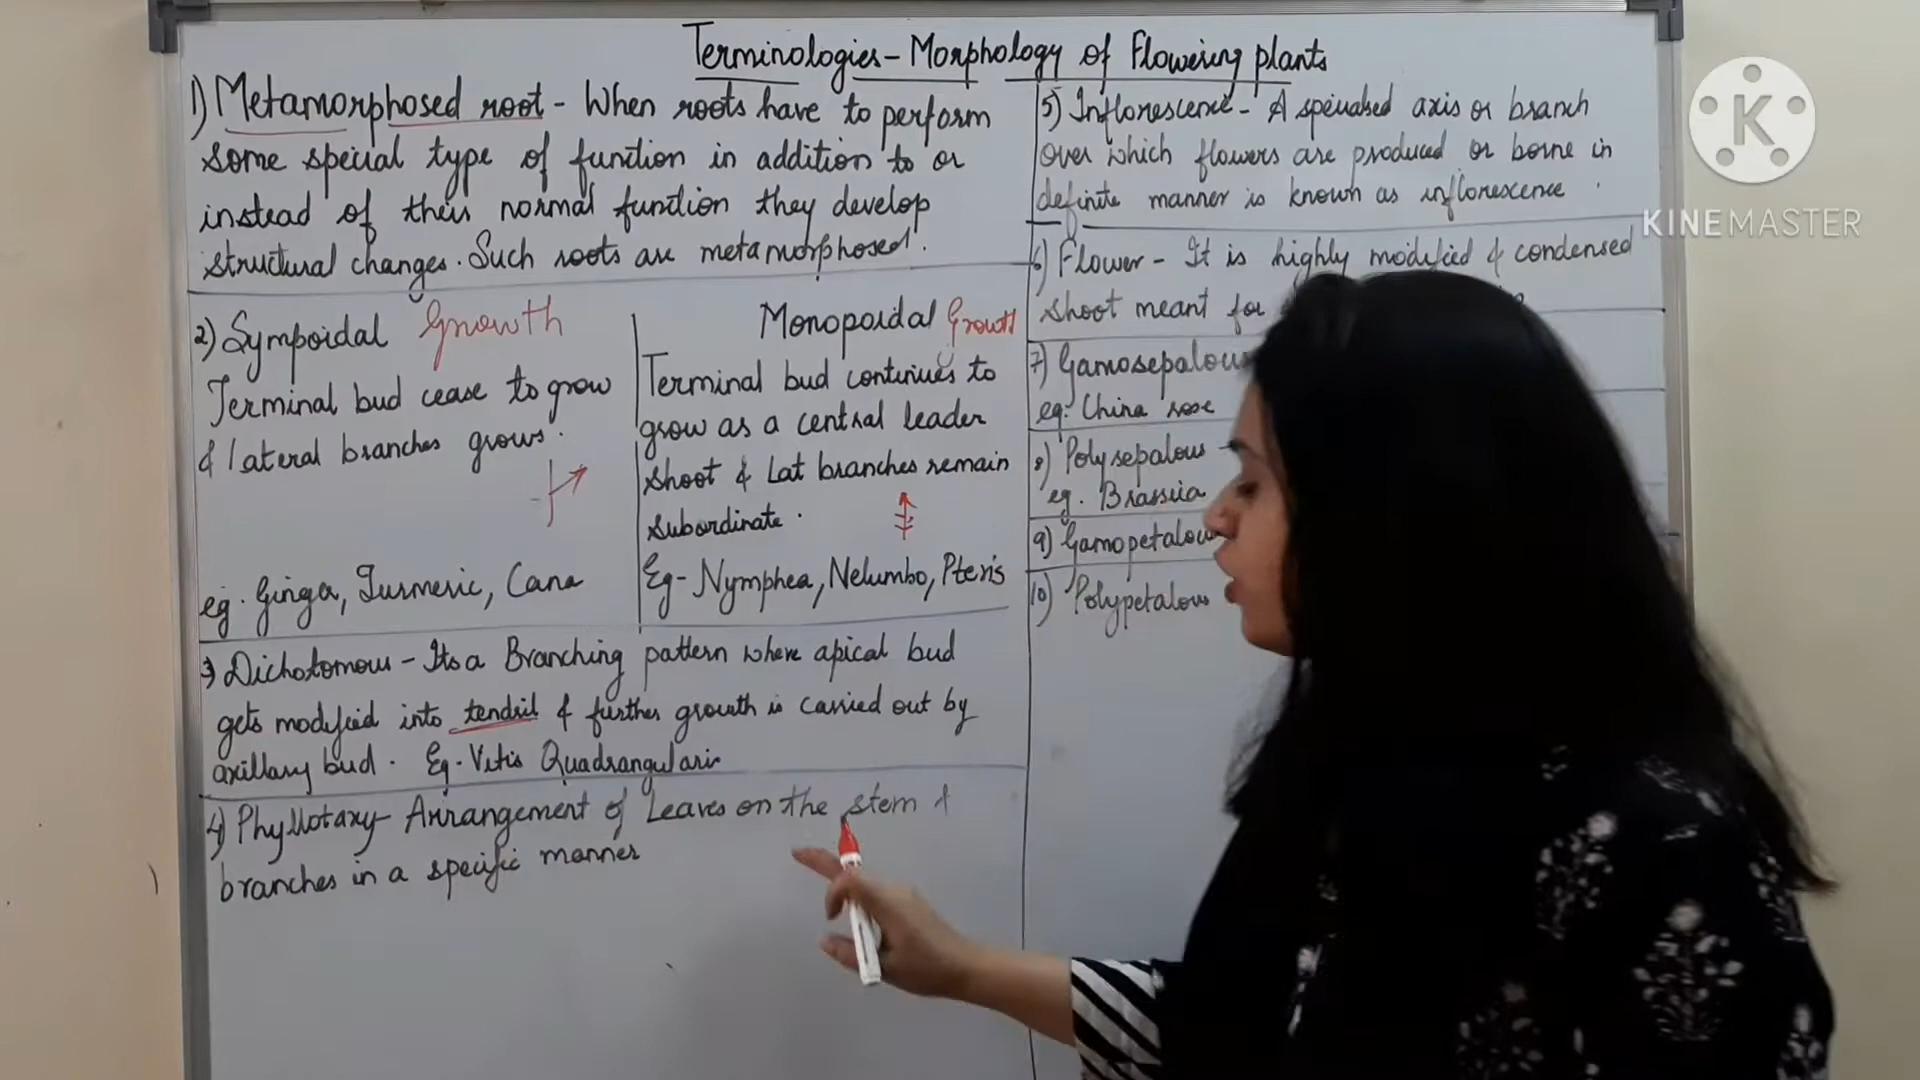 Terminologies - Morphology of Flowering plants
1) Metamorphosed root - When roots have to perform
some special type of function in addition to or
instead of their normal function they develop
structural changes. Such roots are metamorphosed.
2) Sympoidal Growth
Terminal bud cease to grow
& lateral branches grows.
eg. Ginger, Turmeric, Cana
Monopoidal Growth
Terminal bud continues to
grow as a central leader
shoot & Lat branches remain
subordinate.
Eg- Nymphea, Nelumbo, Pteris
3) Dichotomous - Its a Branching pattern where apical bud
gets modified into tendril & further growth is carried out by
axillary bud. Eg. Vitis Quadrangularis
4) Phyllotaxy Arrangement of Leaves on the stem &
branches in a specific manner
5) Inflorescence - A specialised axis or branch
over which flowers are produced or borne in
definite manner is known as inflorescence.
6) Flower - It is highly modified & condensed
shoot meant for
7) Gamosepalous
eg. China rose
8) Polysepalous -
eg. Brassica
9) Gamopetalous
10) Polypetalous
K
KINEMASTER